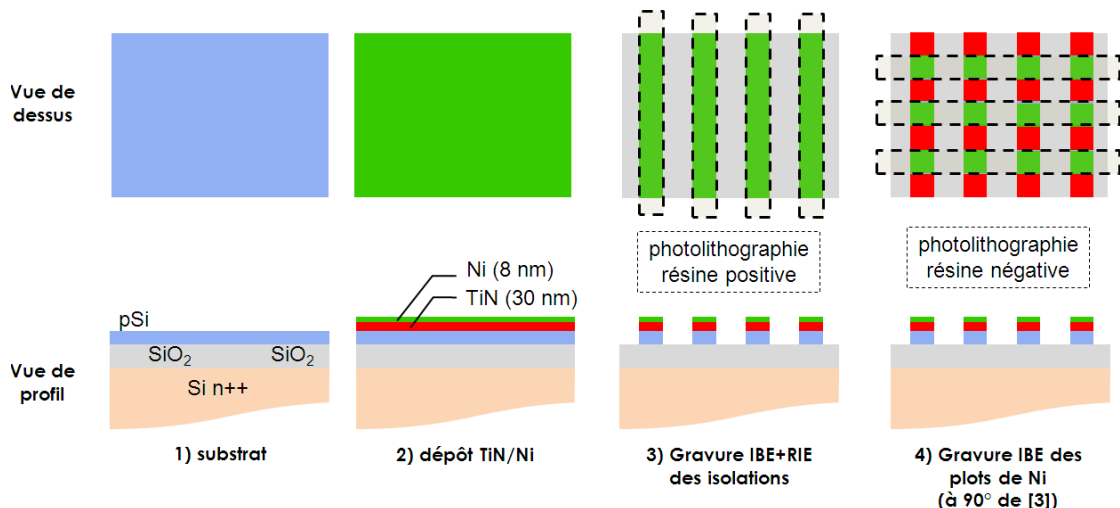 Vue de
dessus
Ni (8 nm)
TiN (30 nm)
photolithographie
résine positive
photolithographie
résine négative
pSi
SiO₂ SiO₂
Si n++
Vue de
profil
1) substrat
2) dépôt TiN/Ni
3) Gravure IBE+RIE
des isolations
4) Gravure IBE des
plots de Ni
(à 90° de [3])